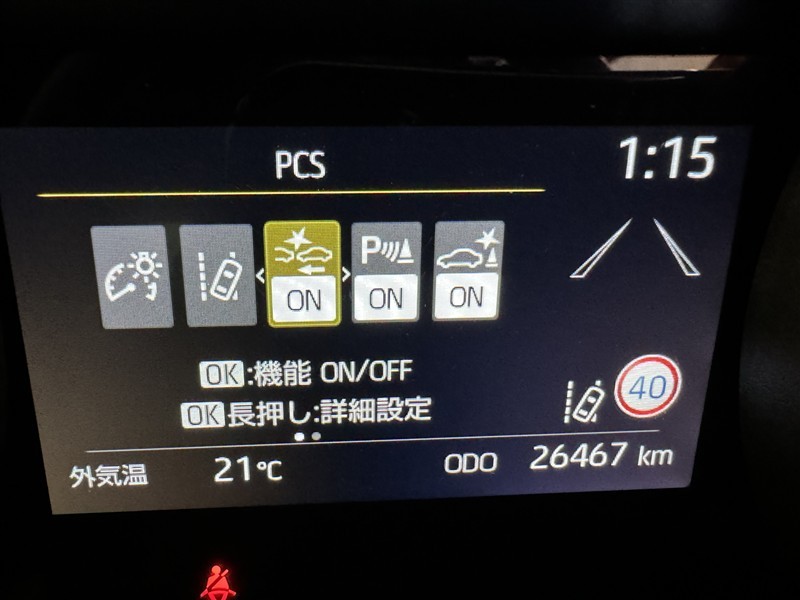 PCS
1:15
P
ON ON ON
OK:機能 ON/OFF
OK長押し:詳細設定
40
外気温 21℃ ODO 26467 km